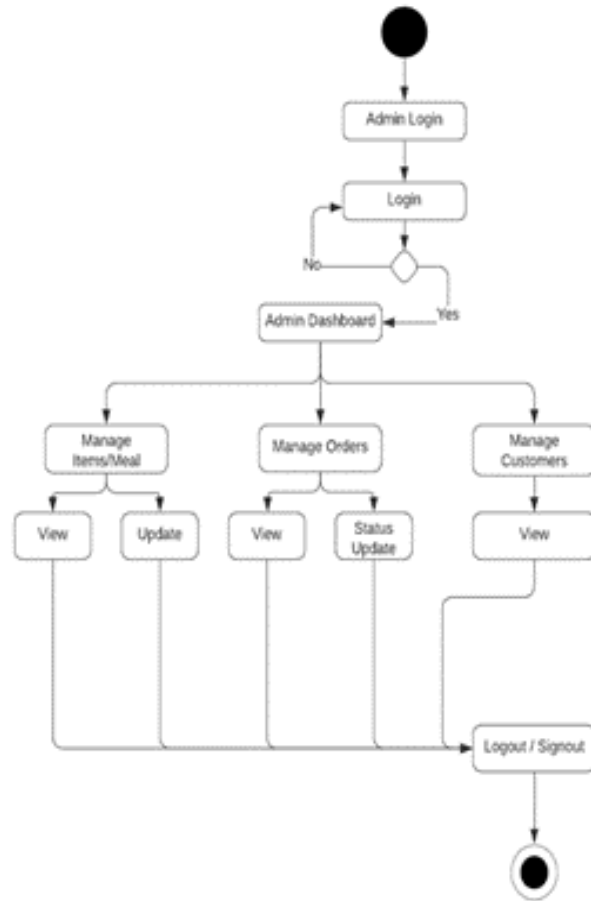 Admin Login
Login
No
Yes
Admin Dashboard
Manage
Items/Meal
Manage Orders
Manage
Customers
View
Update
View
Status
Update
View
Logout / Signout